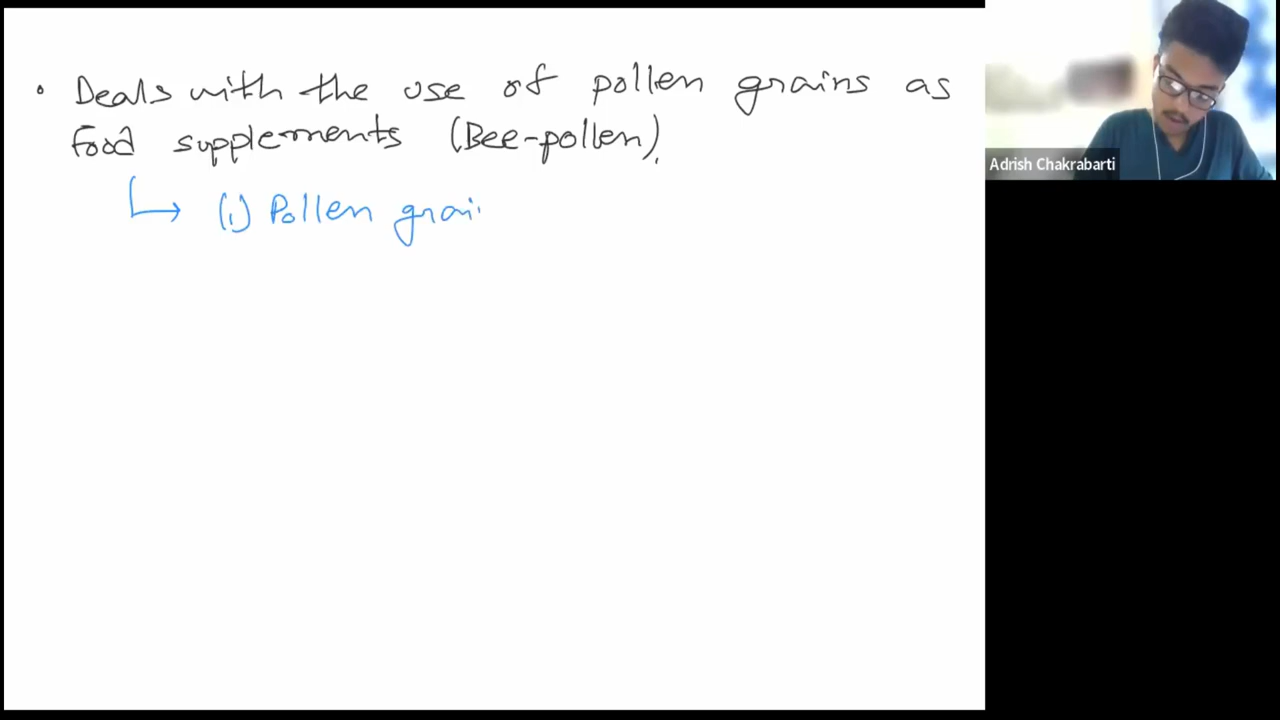 • Deals with the use of pollen grains as
food supplements (Bee-pollen).
(i) Pollen grai
Adrish Chakrabarti